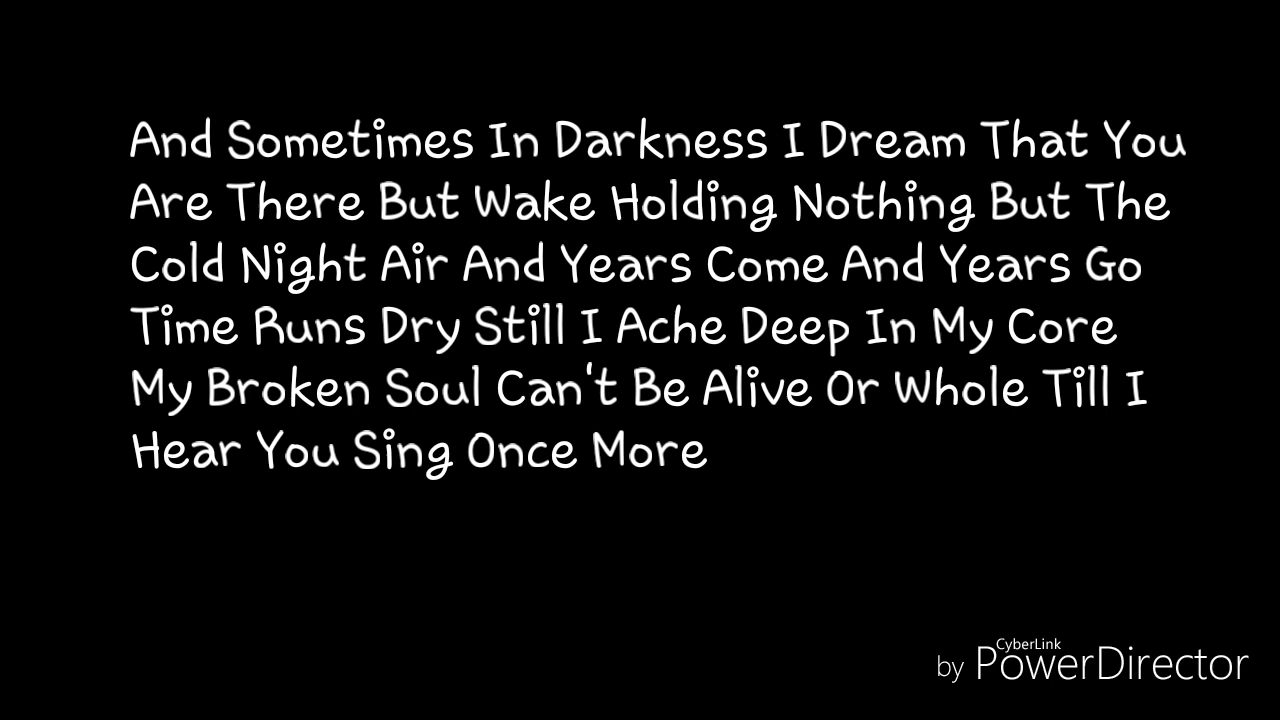 And Sometimes In Darkness I Dream That You
Are There But Wake Holding Nothing But The
Cold Night Air And Years Come And Years Go
Time Runs Dry Still I Ache Deep In My Core
My Broken Soul Can't Be Alive Or Whole Till I
Hear You Sing Once More
CyberLink
by PowerDirector